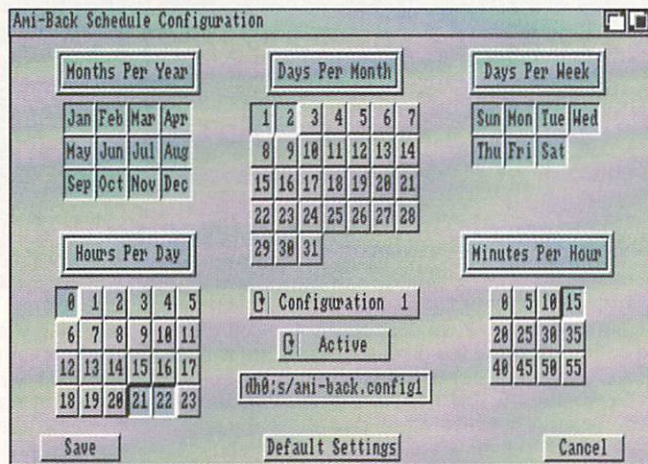 Ami-Back Schedule Configuration
Months Per Year
Jan Feb Mar Apr
May Jun Jul Aug
Sep Oct Nov Dec
Days Per Month
1 2 3 4 5 6 7
8 9 10 11 12 13 14
15 16 17 18 19 20 21
22 23 24 25 26 27 28
29 30 31
Days Per Week
Sun Mon Tue Wed
Thu Fri Sat
Hours Per Day
0 1 2 3 4 5
6 7 8 9 10 11
12 13 14 15 16 17
18 19 20 21 22 23
Configuration 1
Active
dh0:s/ami-back.config1
Minutes Per Hour
0 5 10 15
20 25 30 35
40 45 50 55
Save
Default Settings
Cancel